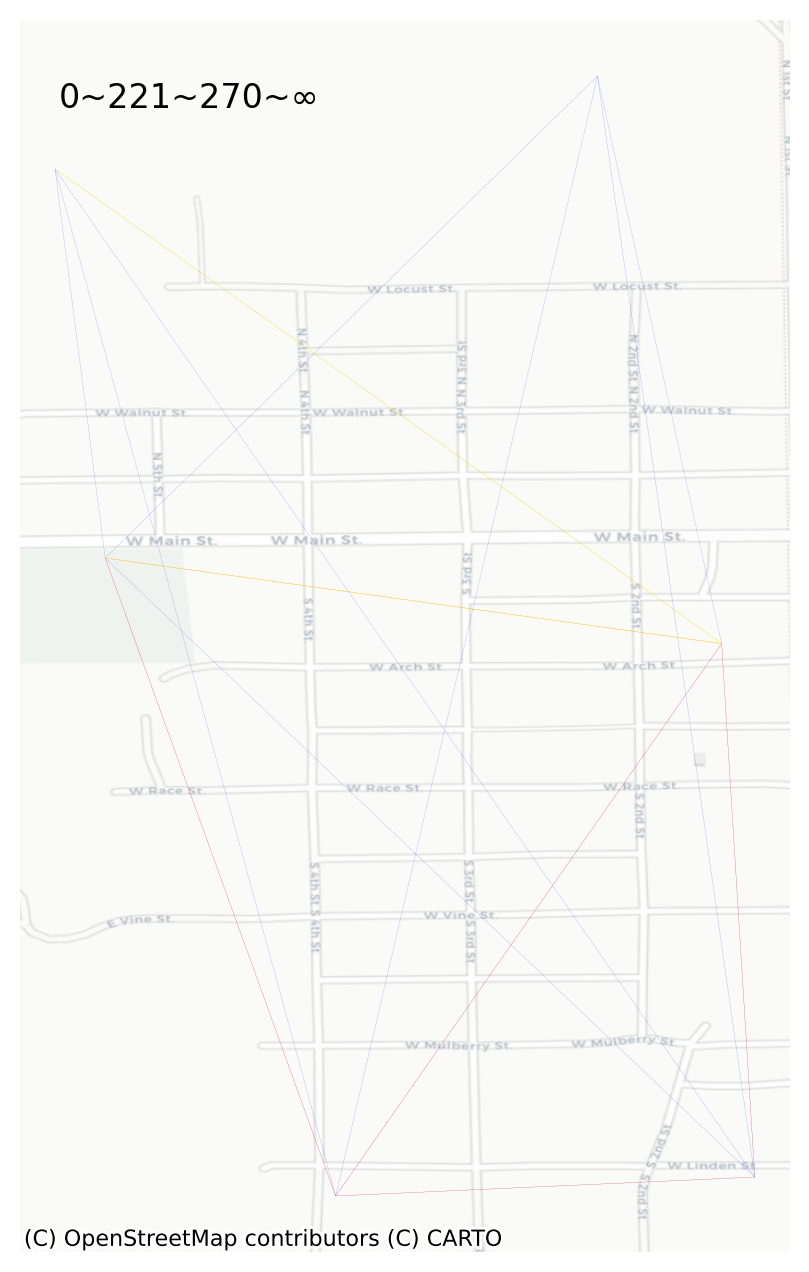 0~221~270~∞
N 1st St
N 1st St
W Locust St.
W Locust St.
N 4th St
N 3rd St.
N 2nd St.
N 4th St
N 3rd St
N 2nd St
W Walnut St.
W Walnut St.
W Walnut St.
N 5th St
W Main St.
W Main St.
W Main St.
S 3rd St
S 4th St
S 2nd St
W Arch St.
W Arch St.
W Race St.
W Race St.
W Race St.
S 2nd St
S 4th St
S 3rd St
E Vine St.
S 4th St
W Vine St.
S 3rd St
W Mulberry St
W Mulberry St.
S 2nd St.
W Linden St
S 2nd St
(C) OpenStreetMap contributors (C) CARTO